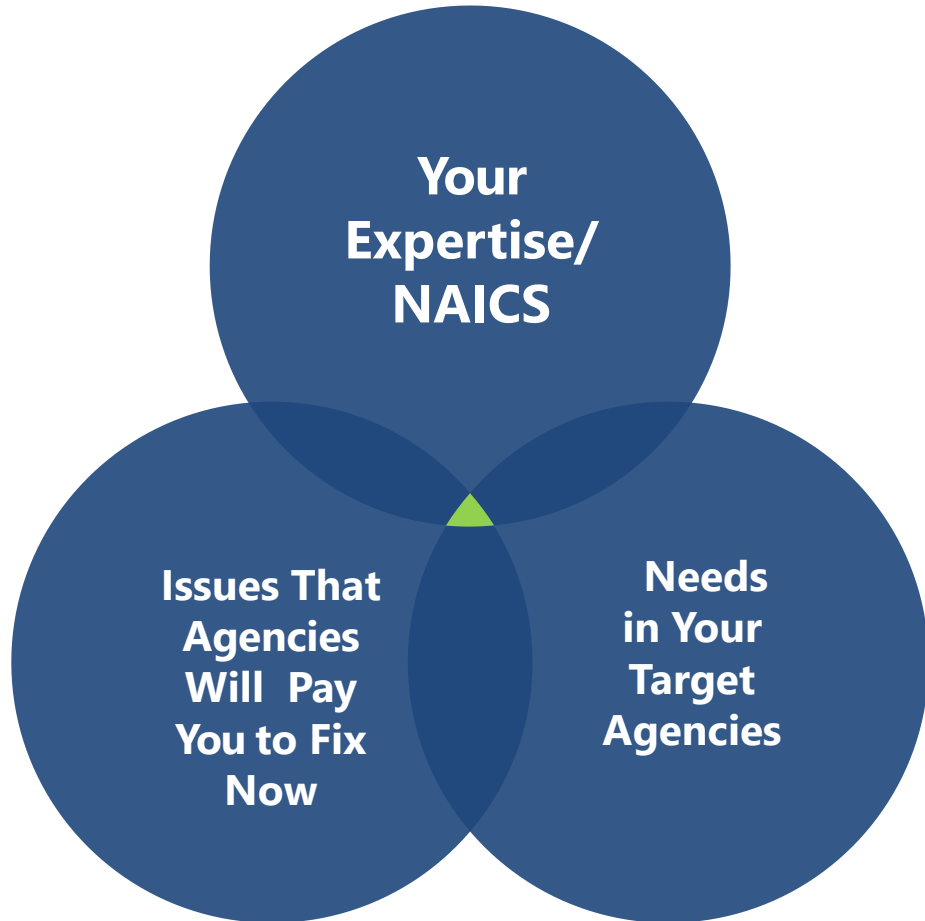 Your
Expertise/
NAICS
Issues That
Agencies
Will Pay
You to Fix
Now
Needs
in Your
Target
Agencies